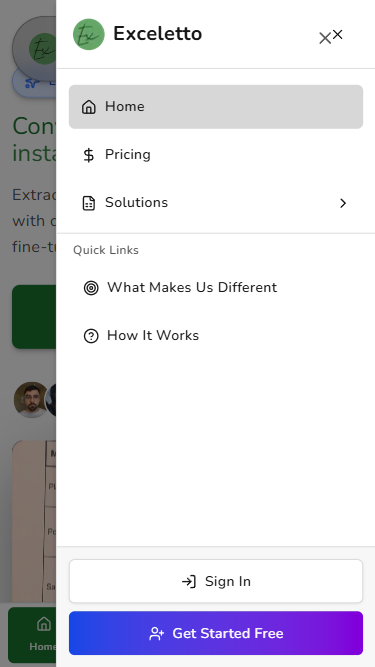 Exceletto
Home
Pricing
Solutions
Quick Links
What Makes Us Different
How It Works
Sign In
Get Started Free
insta
Extrac
with c
fine-tu
Home